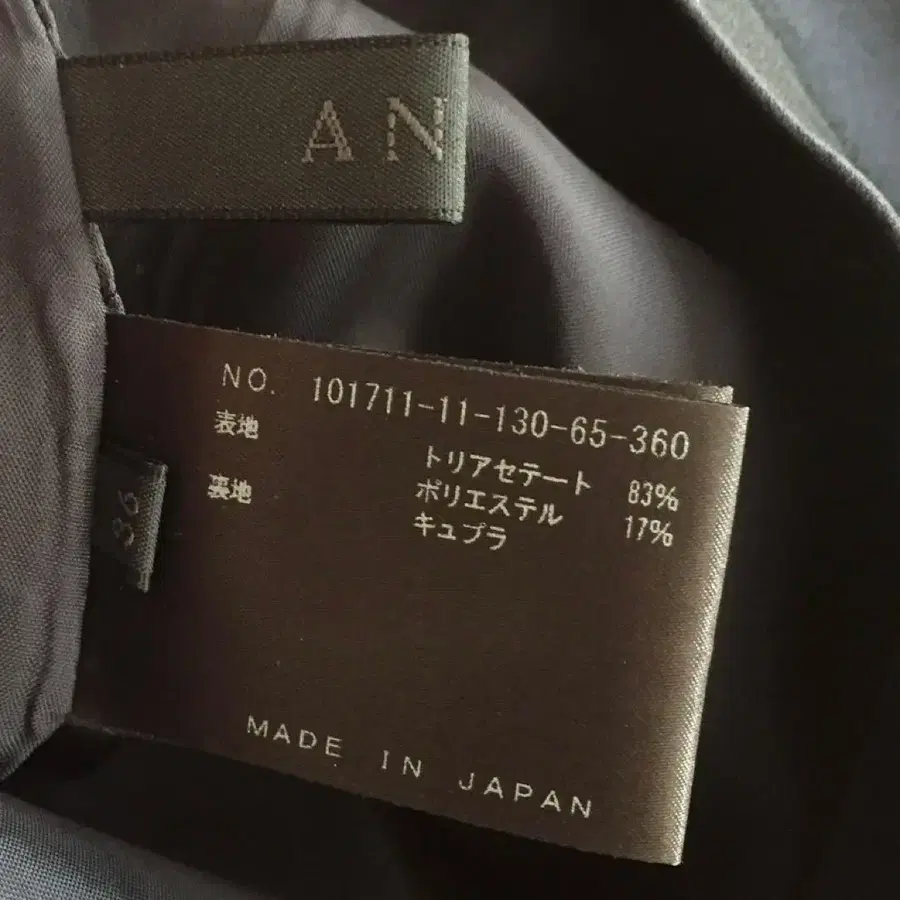 AN
NO. 101711-11-130-65-360
表地 トリアセテート 83%
ポリエステル 17%
裏地 キュプラ
MADE IN JAPAN